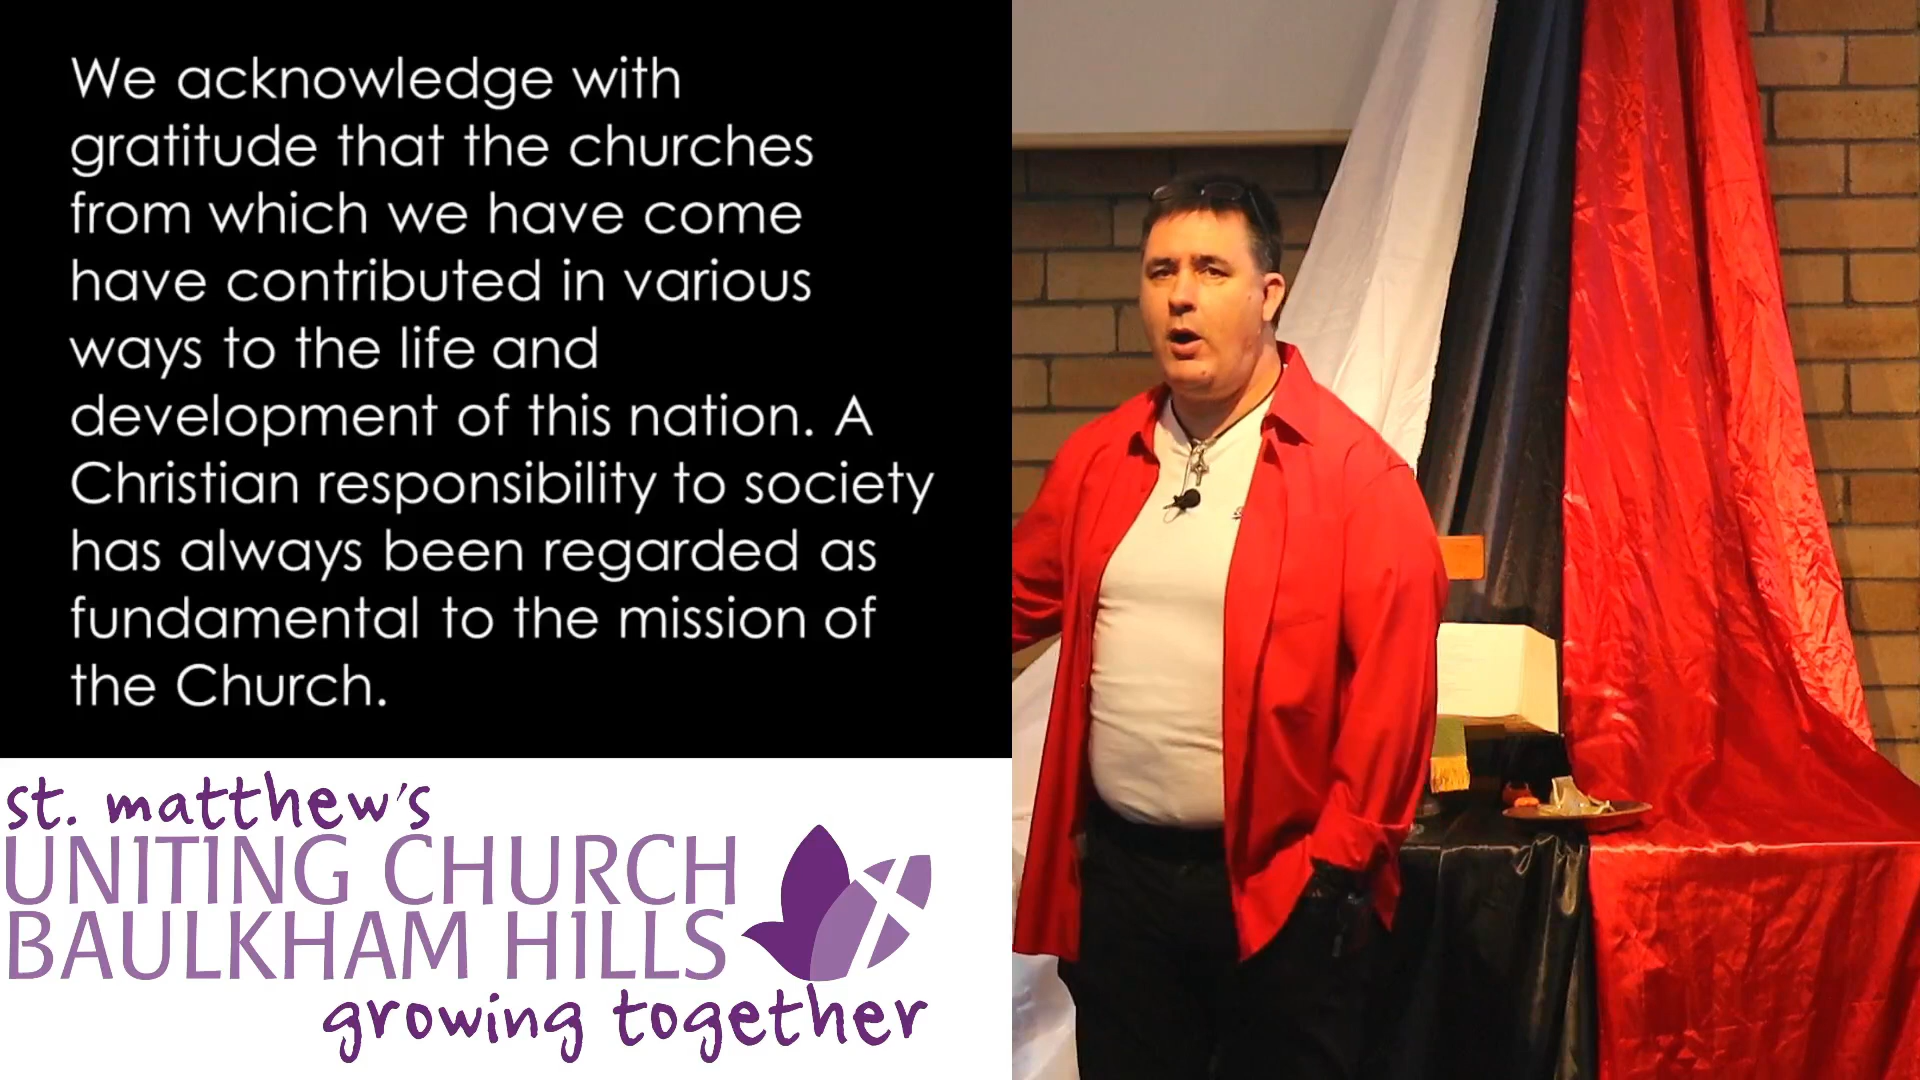 We acknowledge with
gratitude that the churches
from which we have come
have contributed in various
ways to the life and
development of this nation. A
Christian responsibility to society
has always been regarded as
fundamental to the mission of
the Church.
st. matthew's
UNITING CHURCH
BAULKHAM HILLS
growing together